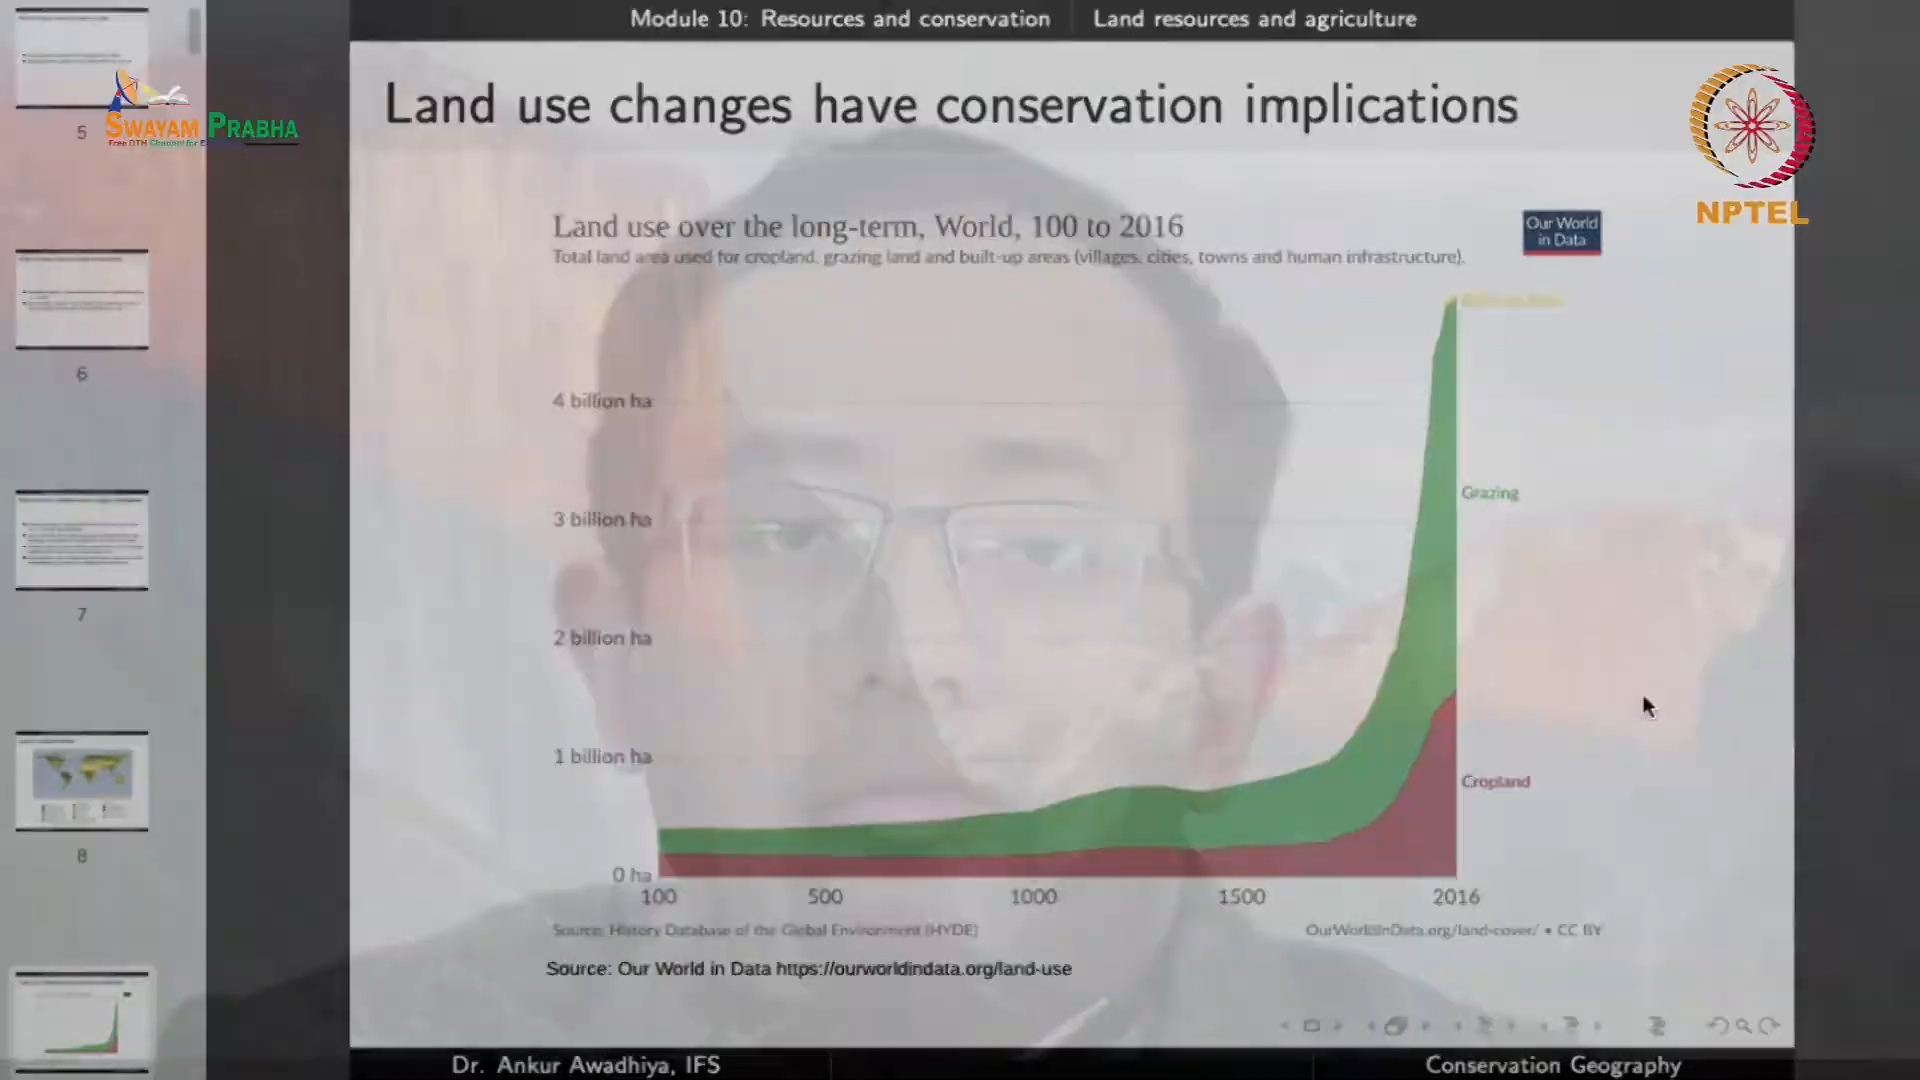 Module 10: Resources and conservation
Land resources and agriculture
Land use changes have conservation implications
SWAYAM PRABHA
Free DTH Channel for
NPTEL
Land use over the long-term, World, 100 to 2016
Total land area used for cropland, grazing land and built-up areas (villages, cities, towns and human infrastructure).
Our World
in Data
4 billion ha
3 billion ha
2 billion ha
1 billion ha
0 ha
Grazing
Cropland
100 500 1000 1500 2016
Source: History Database of the Global Environment (HYDE)
OurWorldInData.org/land-cover/ • CC BY
Source: Our World in Data https://ourworldindata.org/land-use
5
6
7
8
Dr. Ankur Awadhiya, IFS
Conservation Geography